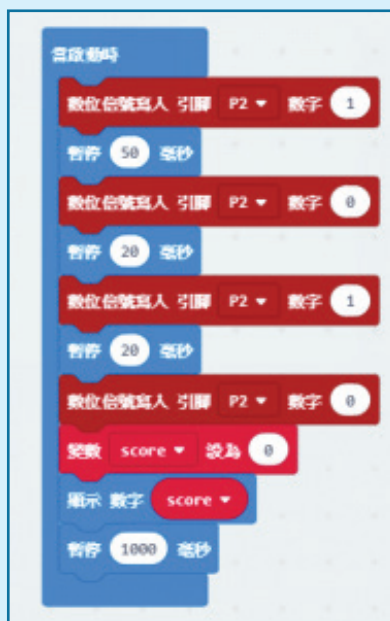 當啟動時
數位信號寫入 引腳 P2 數字 1
暫停 50 毫秒
數位信號寫入 引腳 P2 數字 0
暫停 20 毫秒
數位信號寫入 引腳 P2 數字 1
暫停 20 毫秒
數位信號寫入 引腳 P2 數字 0
變數 score 設為 0
顯示 數字 score
暫停 1000 毫秒